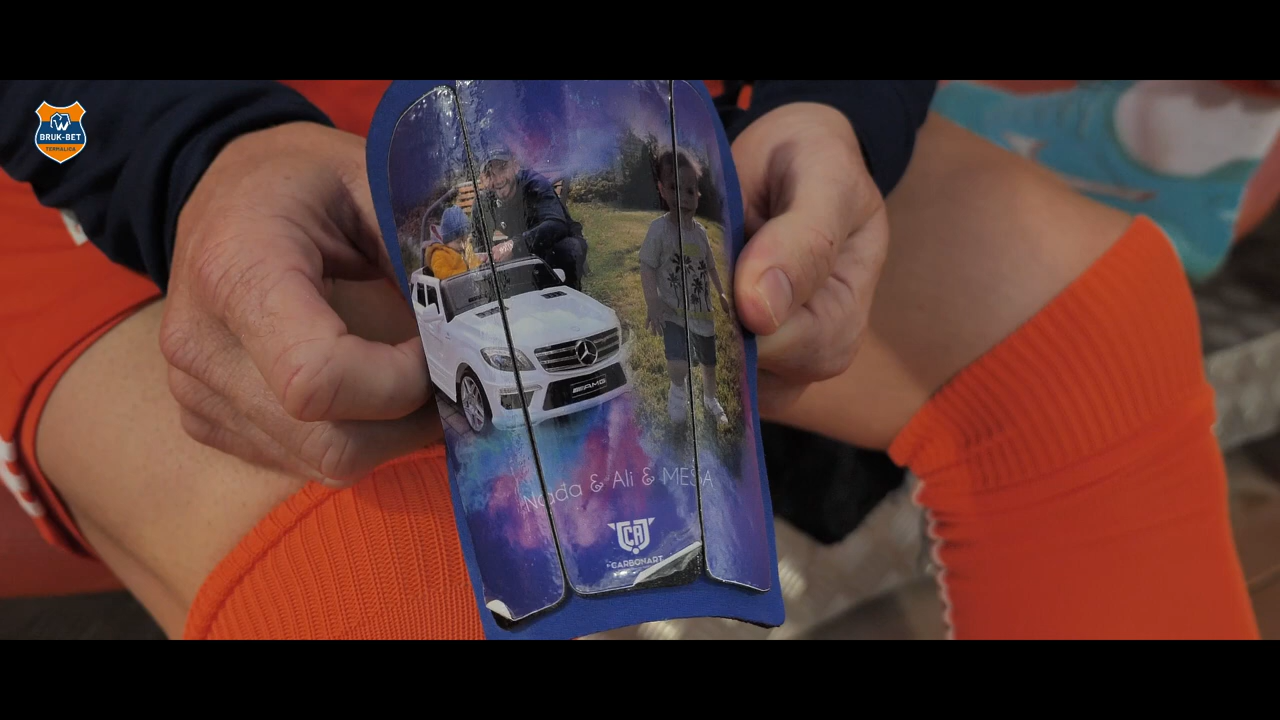 BRUK-BET
TERMALICA
AMG
Nada & Ali & MESA
CA
CARBONART